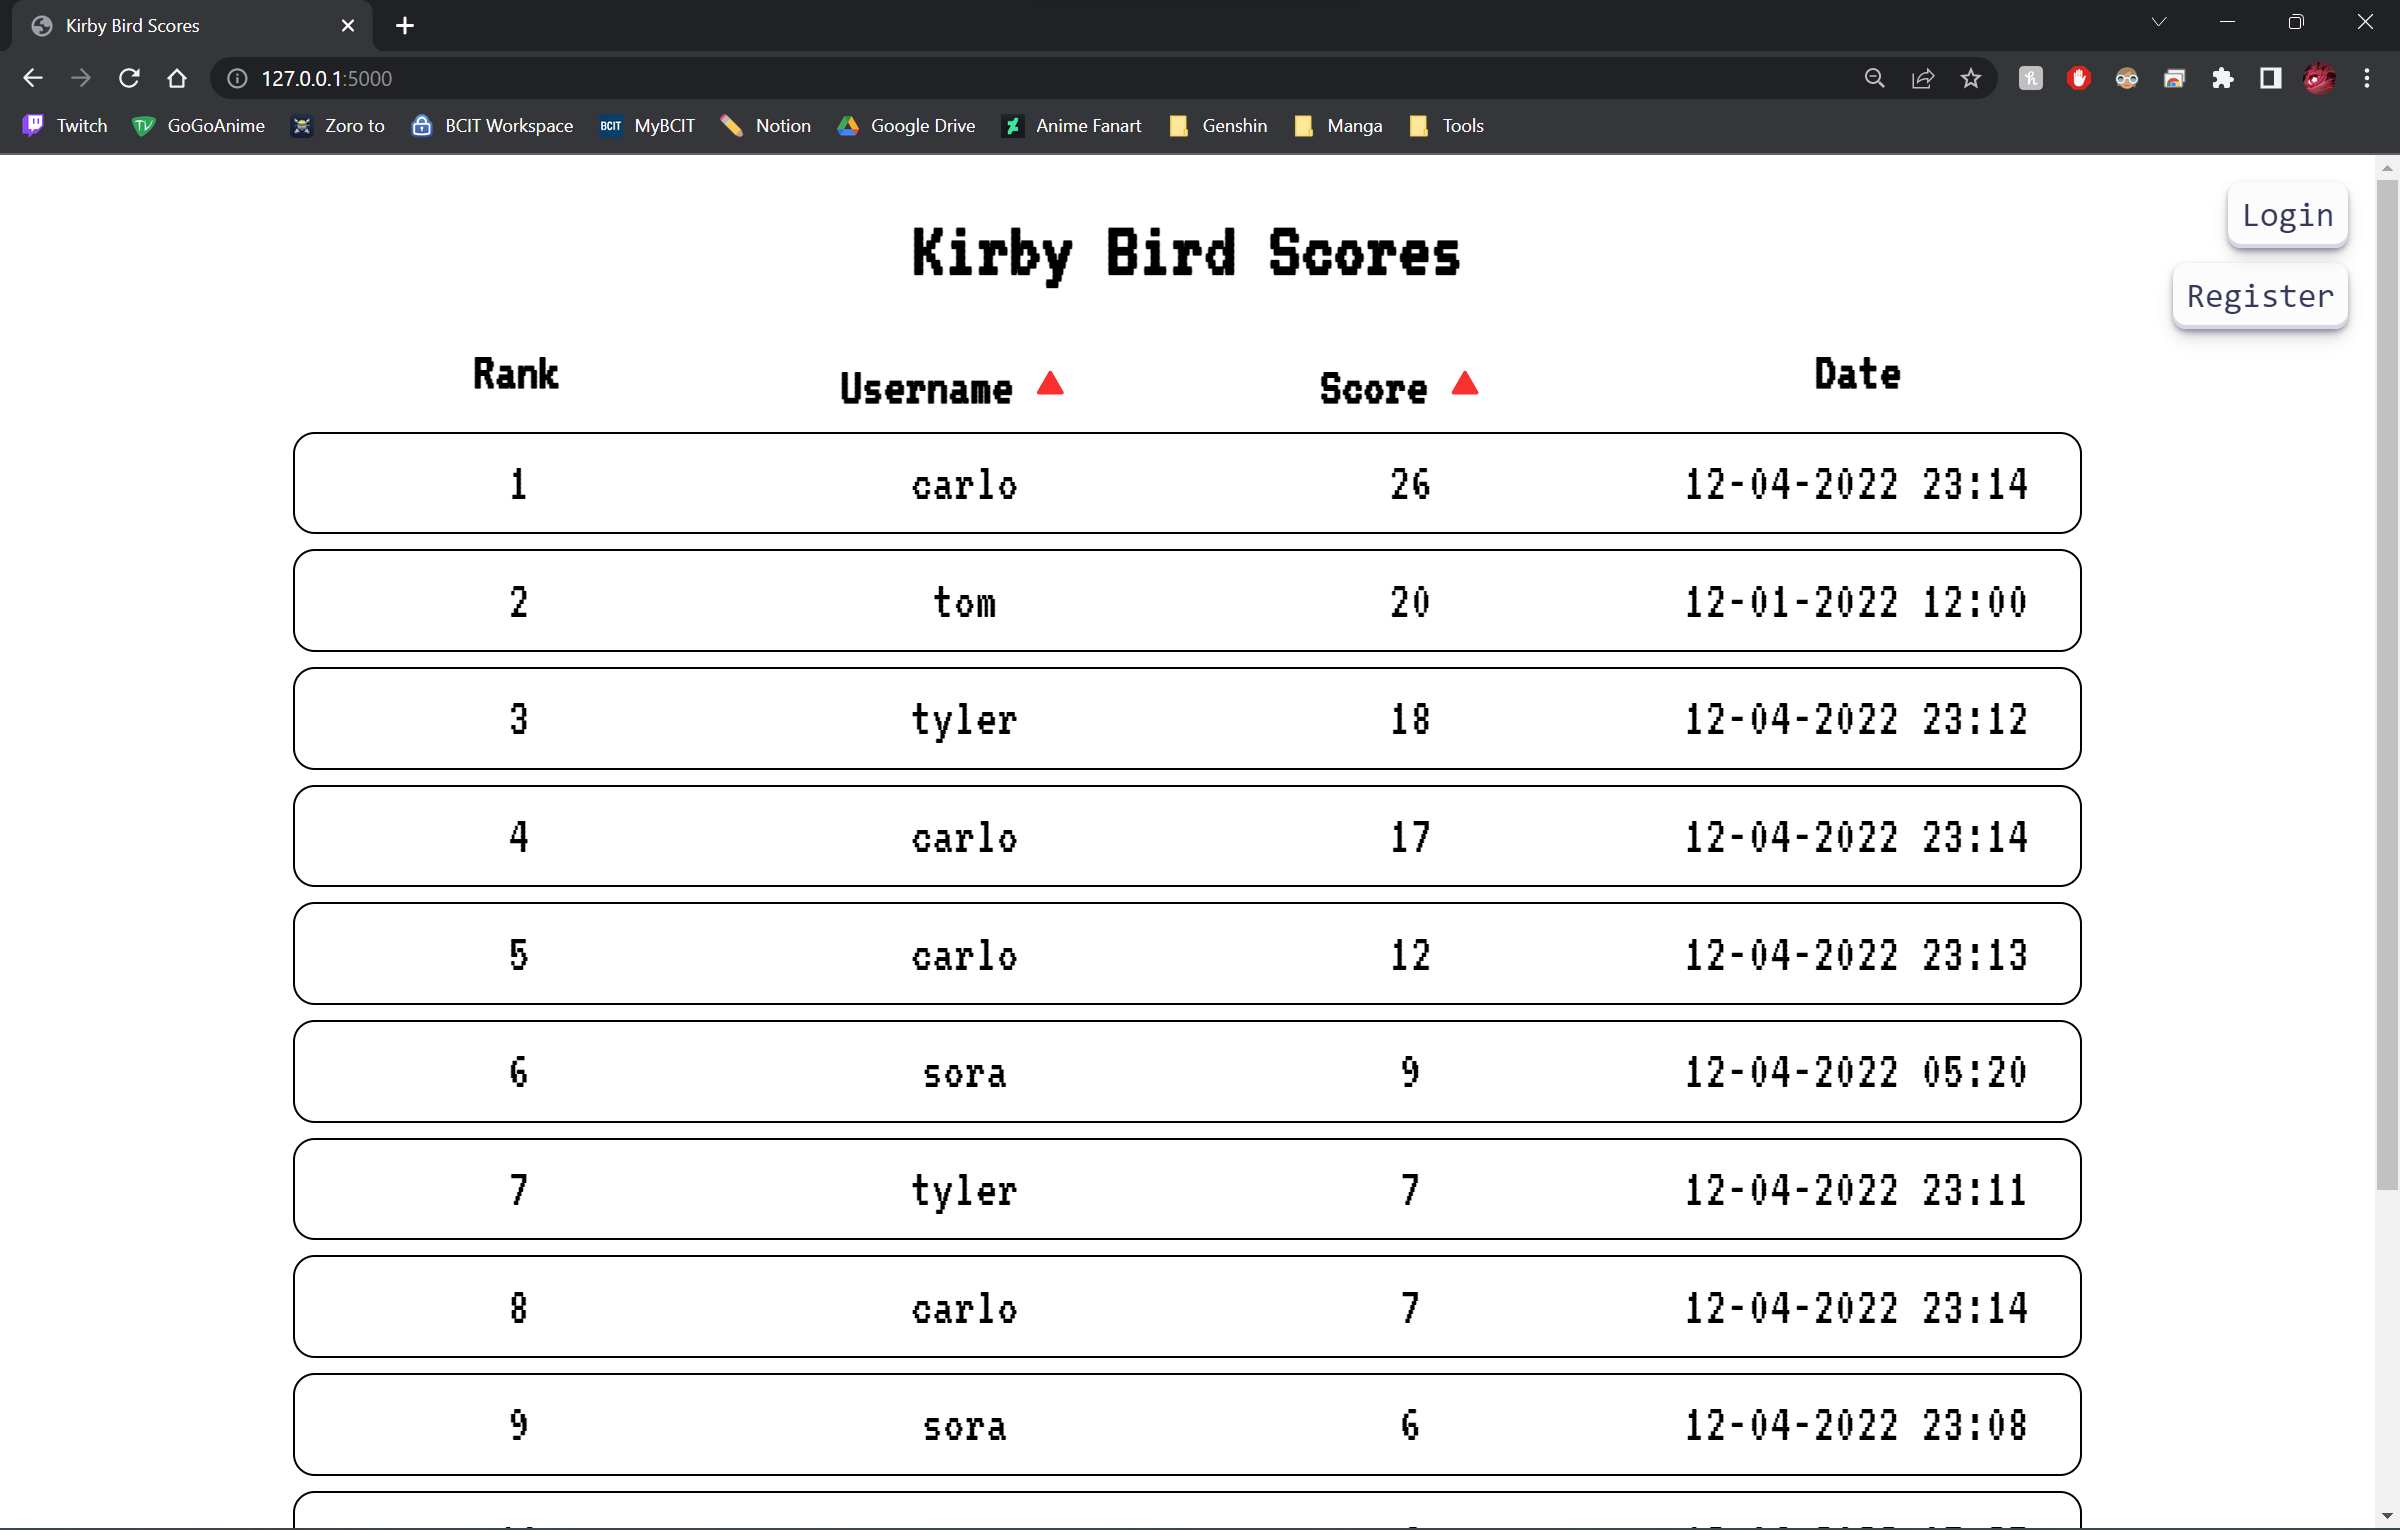 Kirby Bird Scores
127.0.0.1:5000
Twitch GoGoAnime Zoro to BCIT Workspace BCIT MyBCIT Notion Google Drive Anime Fanart Genshin Manga Tools
Login
Kirby Bird Scores
Register
Rank Username Score Date
1 carlo 26 12-04-2022 23:14
2 tom 20 12-01-2022 12:00
3 tyler 18 12-04-2022 23:12
4 carlo 17 12-04-2022 23:14
5 carlo 12 12-04-2022 23:13
6 sora 9 12-04-2022 05:20
7 tyler 7 12-04-2022 23:11
8 carlo 7 12-04-2022 23:14
9 sora 6 12-04-2022 23:08